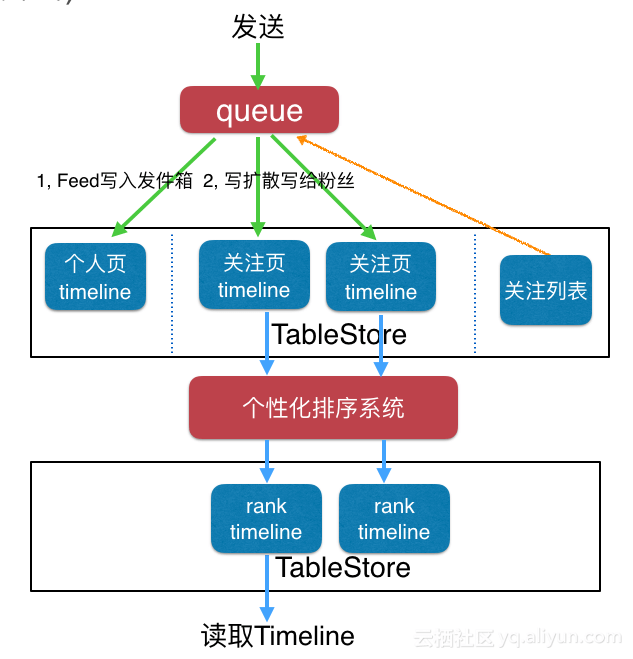 发送
queue
1, Feed写入发件箱 2, 写扩散写给粉丝
个人页
timeline
关注页
timeline
关注页
timeline
关注列表
TableStore
个性化排序系统
rank
timeline
rank
timeline
TableStore
读取Timeline
云栖社区 yq.aliyun.com